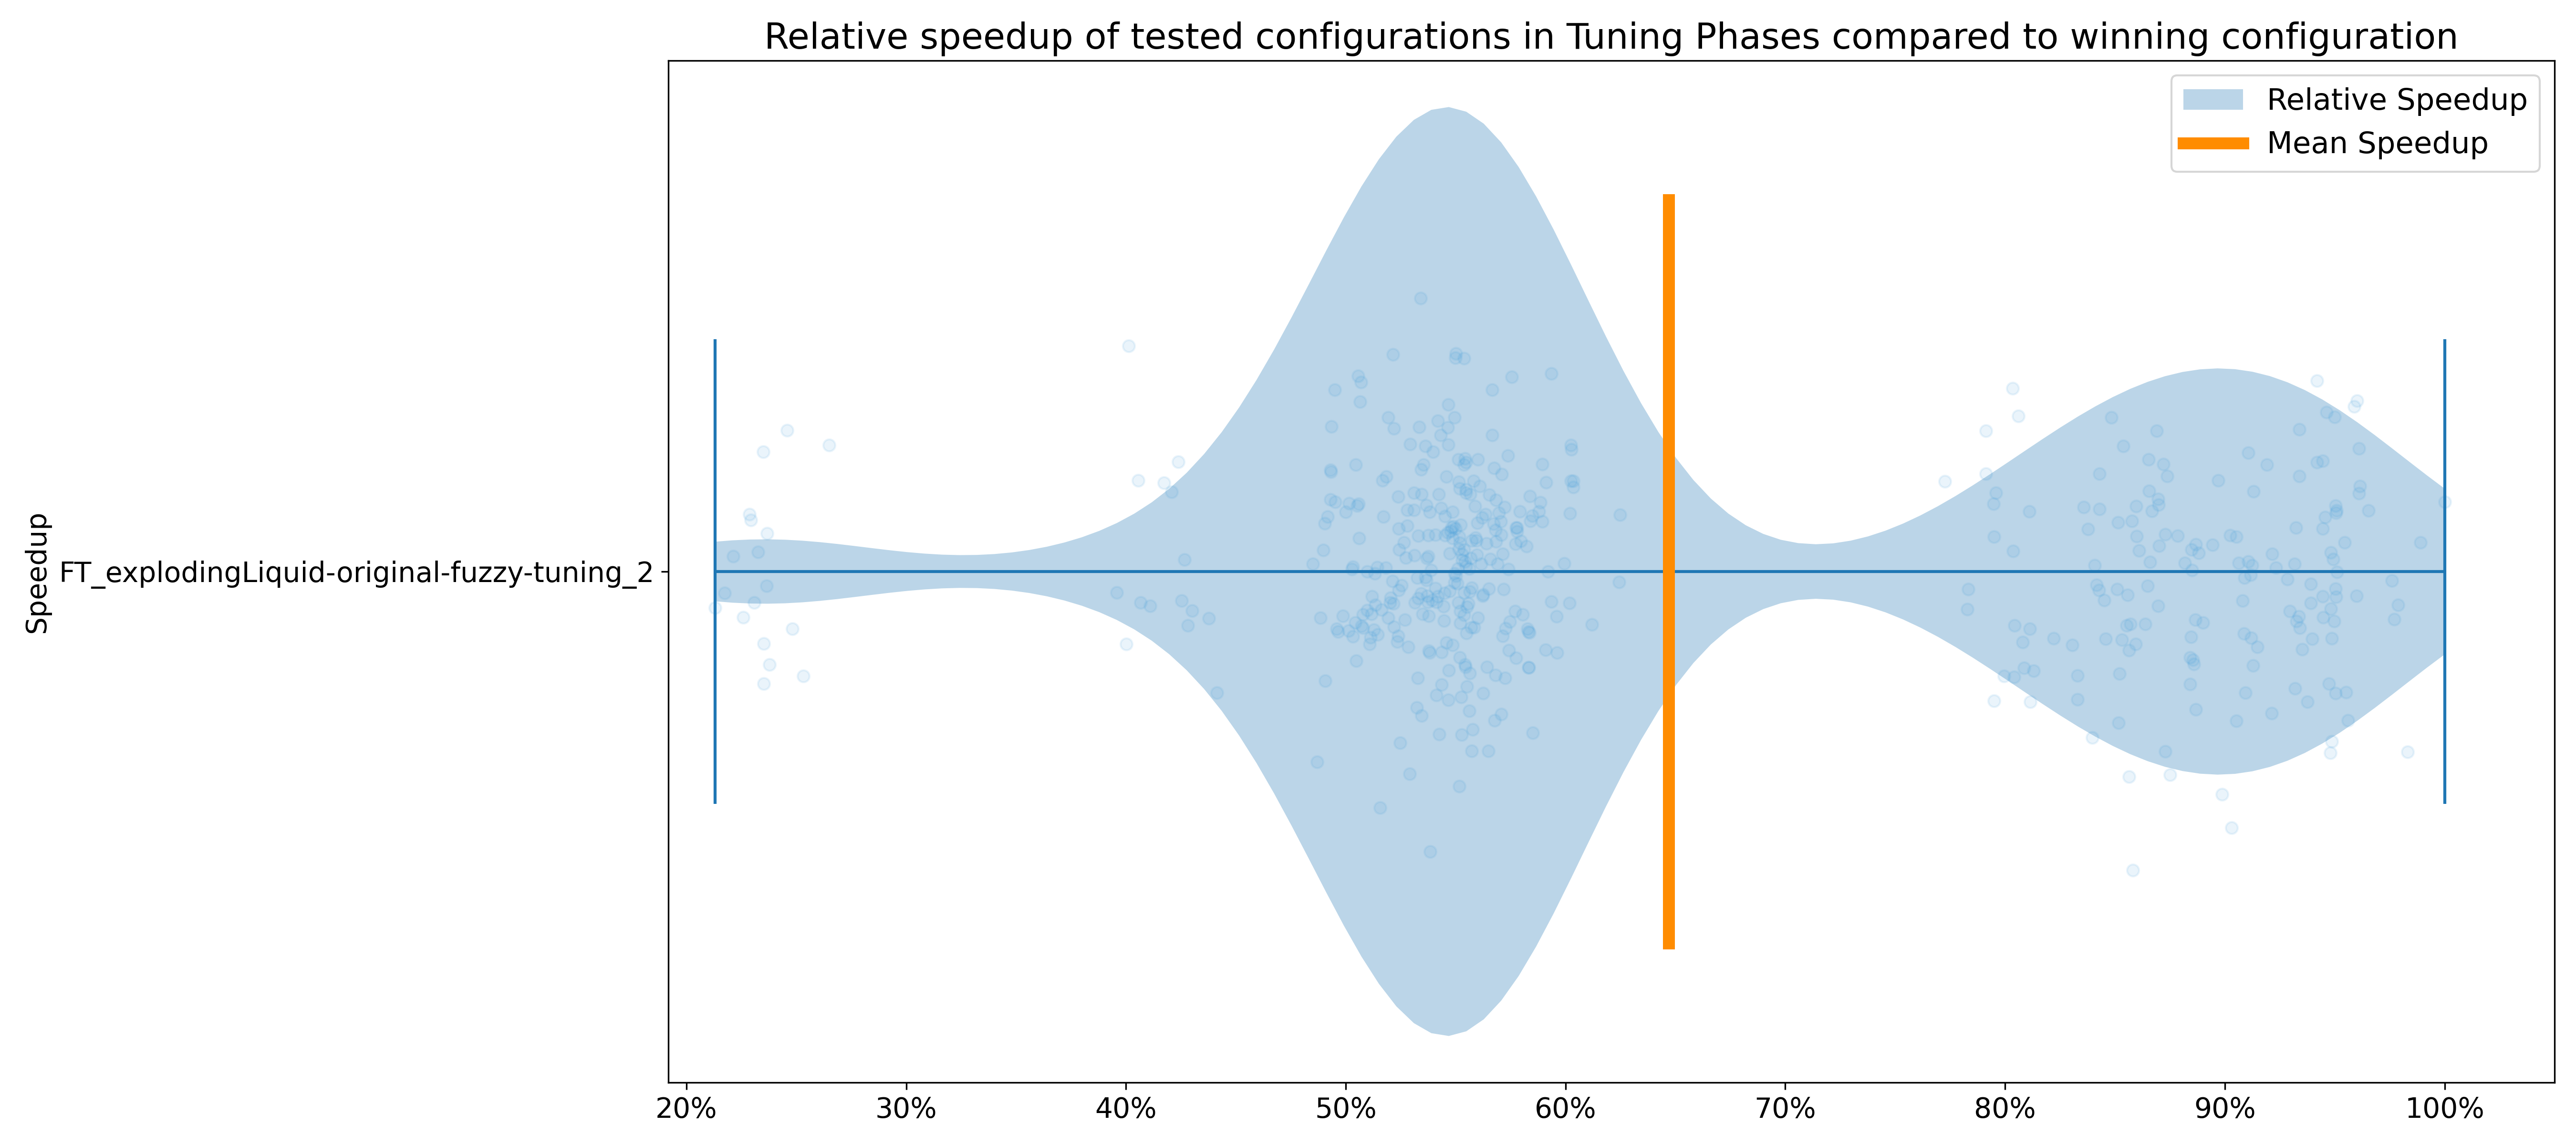 Relative speedup of tested configurations in Tuning Phases compared to winning configuration
Relative Speedup
Mean Speedup
Speedup
FT_explodingLiquid-original-fuzzy-tuning_2
20% 30% 40% 50% 60% 70% 80% 90% 100%